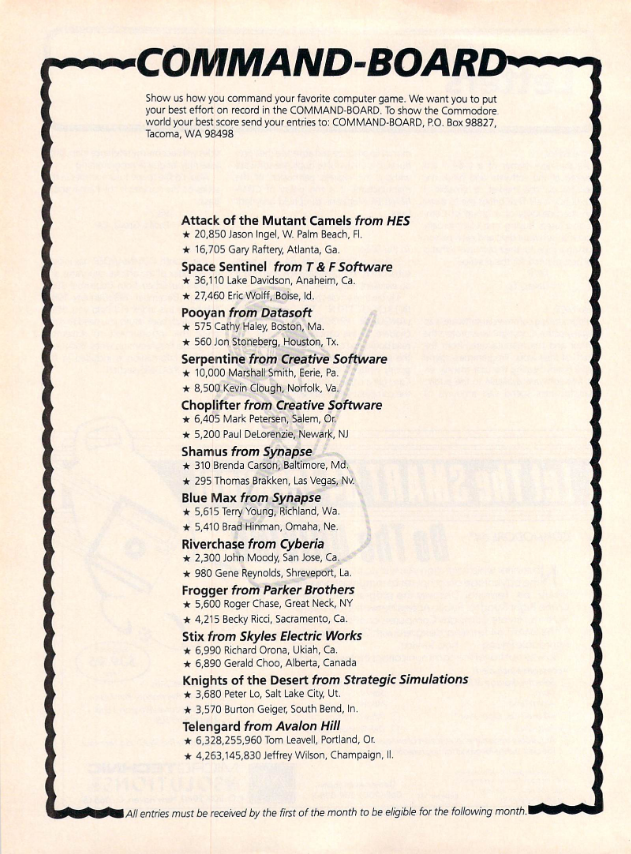 COMMAND-BOARD
Show us how you command your favorite computer game. We want you to put
your best effort on record in the COMMAND-BOARD. To show the Commodore
world your best score send your entries to: COMMAND-BOARD, P.O. Box 98827,
Tacoma, WA 98498
Attack of the Mutant Camels from HES
★ 20,850 Jason Ingel, W. Palm Beach, Fl.
★ 16,705 Gary Raftery, Atlanta, Ga.
Space Sentinel from T & F Software
★ 36,110 Lake Davidson, Anaheim, Ca.
★ 27,460 Eric Wolff, Boise, Id.
Pooyan from Datasoft
★ 575 Cathy Haley, Boston, Ma.
★ 560 Jon Stoneberg, Houston, Tx.
Serpentine from Creative Software
★ 10,000 Marshall Smith, Eerie, Pa.
★ 8,500 Kevin Clough, Norfolk, Va.
Choplifter from Creative Software
★ 6,405 Mark Petersen, Salem, Or.
★ 5,200 Paul DeLorenzie, Newark, NJ
Shamus from Synapse
★ 310 Brenda Carson, Baltimore, Md.
★ 295 Thomas Brakken, Las Vegas, Nv.
Blue Max from Synapse
★ 5,615 Terry Young, Richland, Wa.
★ 5,410 Brad Hinman, Omaha, Ne.
Riverchase from Cyberia
★ 2,300 John Moody, San Jose, Ca.
★ 980 Gene Reynolds, Shreveport, La.
Frogger from Parker Brothers
★ 5,600 Roger Chase, Great Neck, NY
★ 4,215 Becky Ricci, Sacramento, Ca.
Stix from Skyles Electric Works
★ 6,990 Richard Orona, Ukiah, Ca.
★ 6,890 Gerald Choo, Alberta, Canada
Knights of the Desert from Strategic Simulations
★ 3,680 Peter Lo, Salt Lake City, Ut.
★ 3,570 Burton Geiger, South Bend, In.
Telengard from Avalon Hill
★ 6,328,255,960 Tom Leavell, Portland, Or.
★ 4,263,145,830 Jeffrey Wilson, Champaign, Il.
All entries must be received by the first of the month to be eligible for the following month.